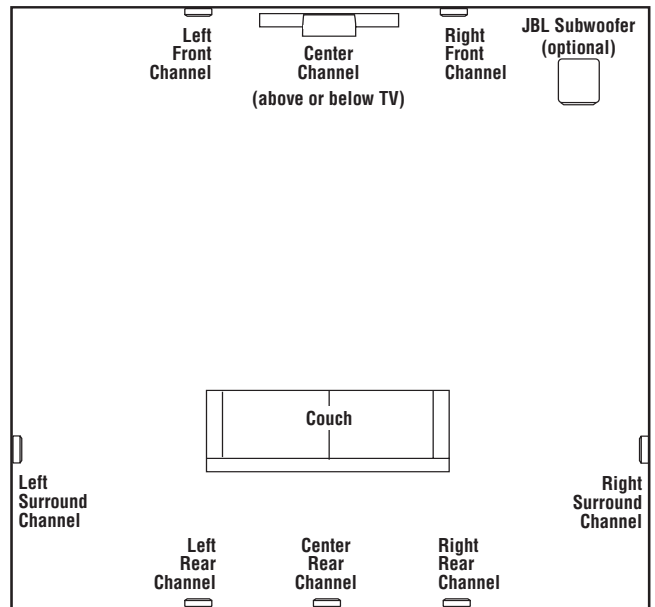 Left
Front
Channel
Center
Channel
(above or below TV)
Right
Front
Channel
JBL Subwoofer
(optional)
Couch
Left
Surround
Channel
Right
Surround
Channel
Left
Rear
Channel
Center
Rear
Channel
Right
Rear
Channel